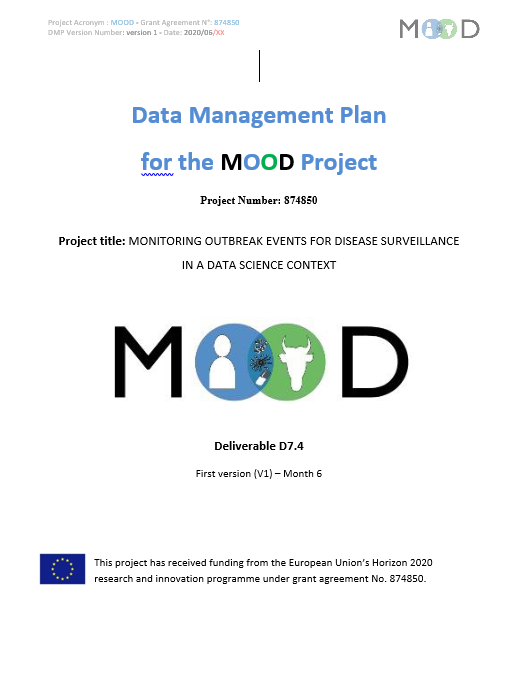 Project Acronym : MOOD - Grant Agreement N°: 874850
DMP Version Number: version 1 - Date: 2020/06/XX
MOOD
Data Management Plan
for the MOOD Project
Project Number: 874850
Project title: MONITORING OUTBREAK EVENTS FOR DISEASE SURVEILLANCE
IN A DATA SCIENCE CONTEXT
MOOD
Deliverable D7.4
First version (V1) – Month 6
This project has received funding from the European Union’s Horizon 2020
research and innovation programme under grant agreement No. 874850.